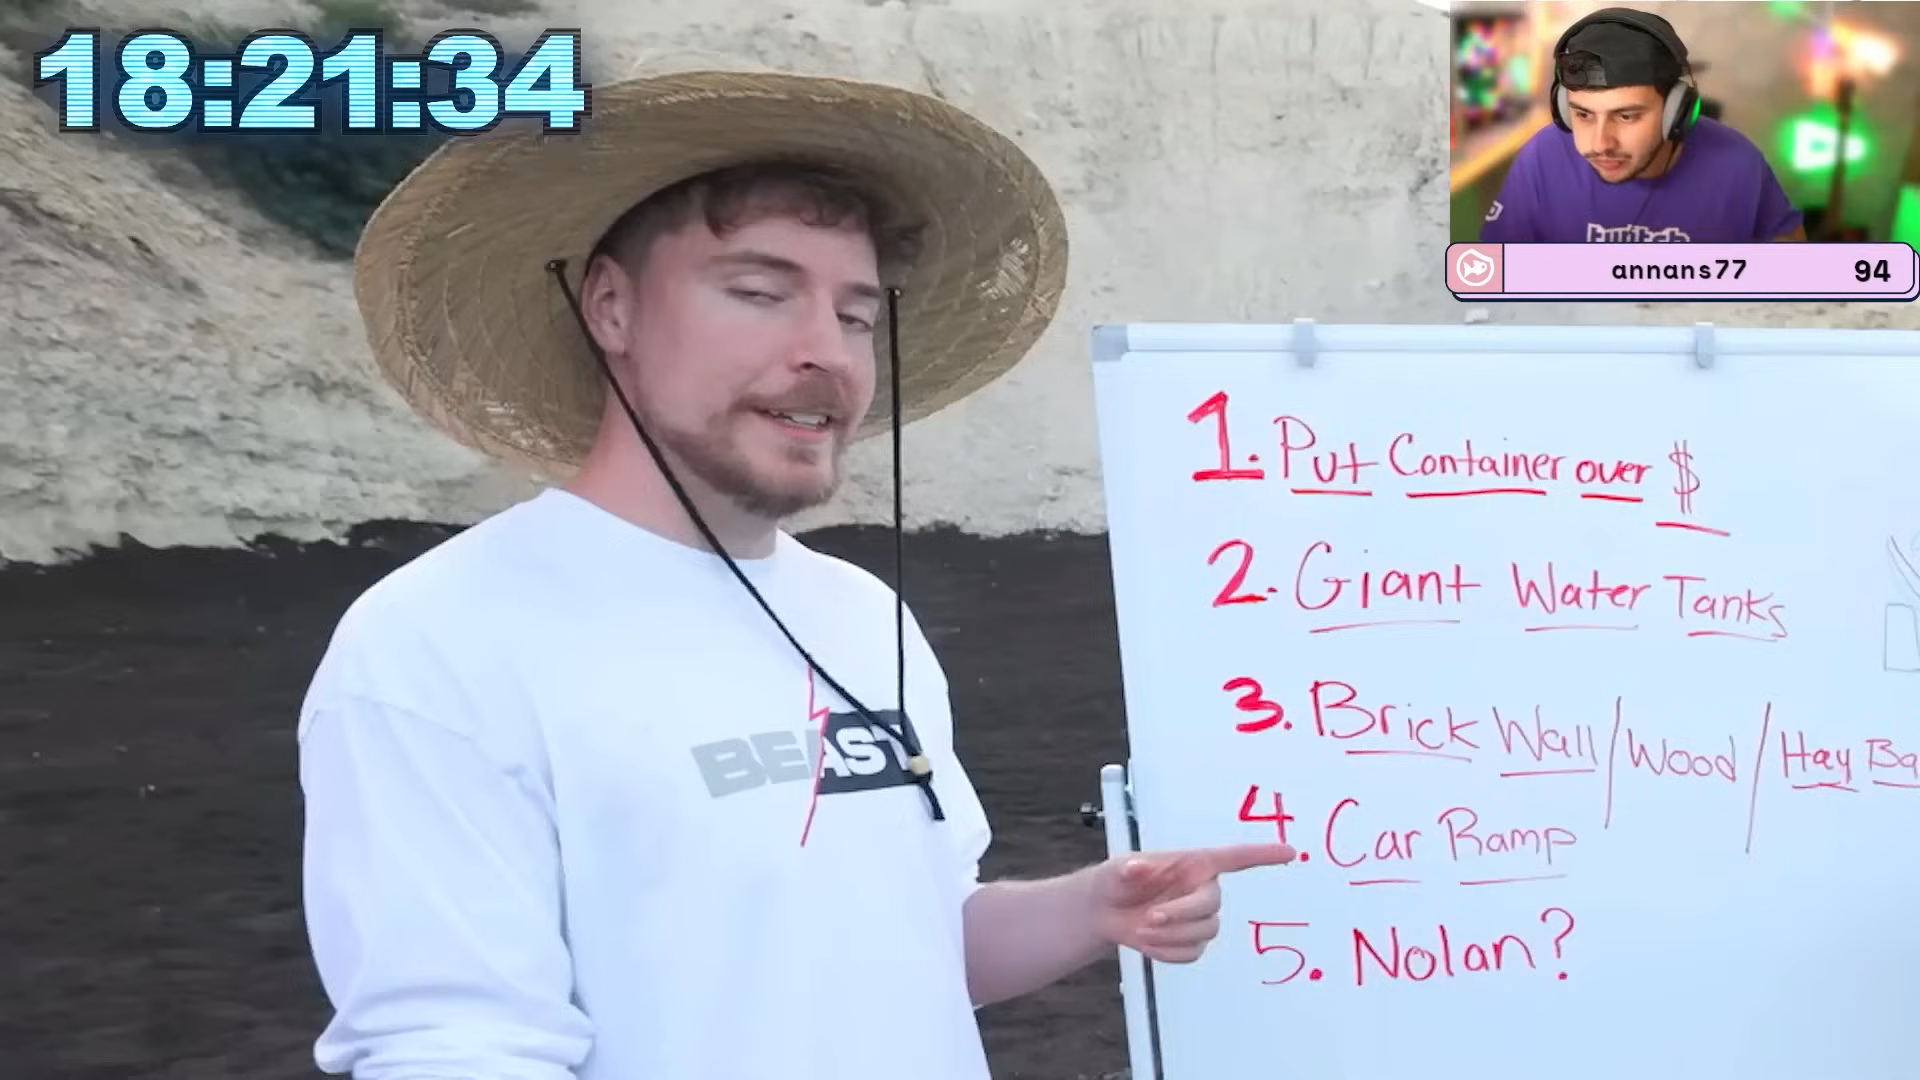 18:21:34
twitch
annans77 94
1. Put Container over $
2. Giant Water Tanks
3. Brick Wall/Wood/Hay
4. Car Ramp
5. Nolan?
BEAST